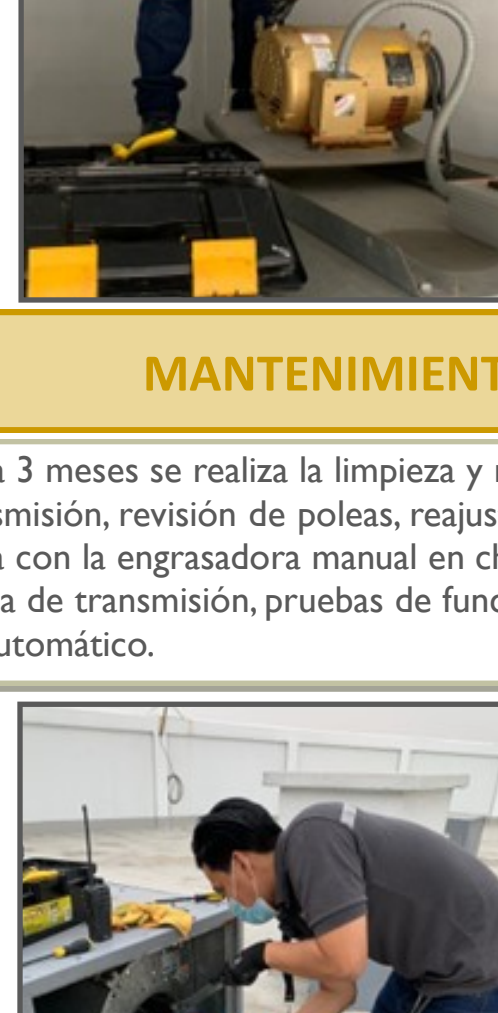 MANTENIMIENT
a 3 meses se realiza la limpieza y
smisión, revisión de poleas, reajus
a con la engrasadora manual en ch
a de transmisión, pruebas de func
utomático.